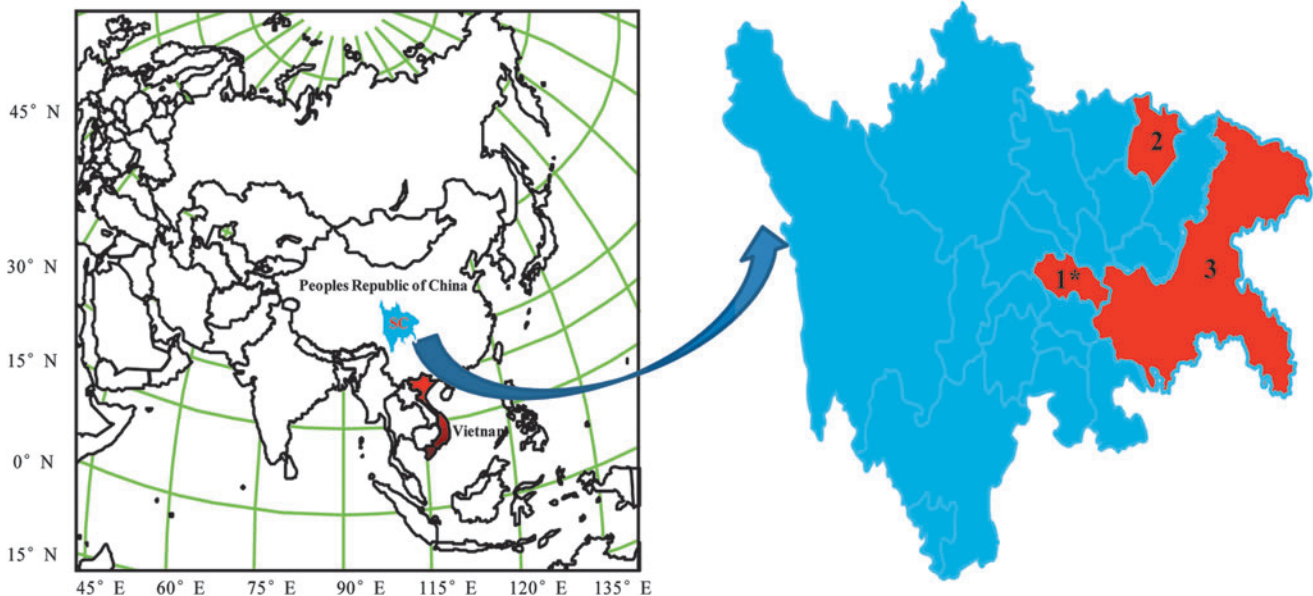 45° N
30° N
15° N
0° N
15° N
45° E 60° E 75° E 90° E 115° E 120° E 135° E
Peoples Republic of China
SC
Vietnam
2
1*
3